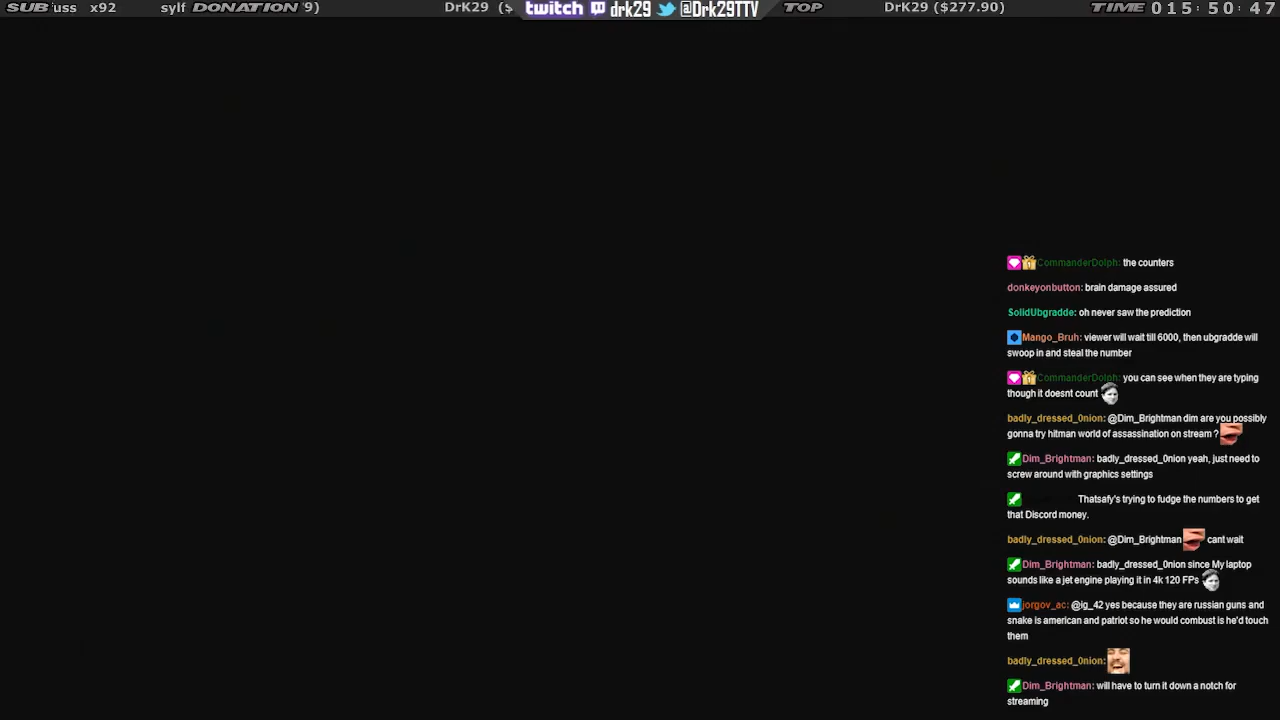 SUB uss x92 sylf DONATION 9) DrK29 ($ twitch drk29 @Drk29TTV TOP DrK29 ($277.90) TIME 015:50:47
CommanderDolph: the counters
donkeyonbutton: brain damage assured
SolidUbgradde: oh never saw the prediction
Mango_Bruh: viewer will wait till 6000, then ubgradde will
swoop in and steal the number
CommanderDolph: you can see when they are typing
though it doesnt count
badly_dressed_0nion: @Dim_Brightman dim are you possibly
gonna try hitman world of assassination on stream ?
Dim_Brightman: badly_dressed_0nion yeah, just need to
screw around with graphics settings
Thatsafy's trying to fudge the numbers to get
that Discord money.
badly_dressed_0nion: @Dim_Brightman cant wait
Dim_Brightman: badly_dressed_0nion since My laptop
sounds like a jet engine playing it in 4k 120 FPs
jorgov_ac: @ig_42 yes because they are russian guns and
snake is american and patriot so he would combust is he'd touch
them
badly_dressed_0nion:
Dim_Brightman: will have to turn it down a notch for
streaming